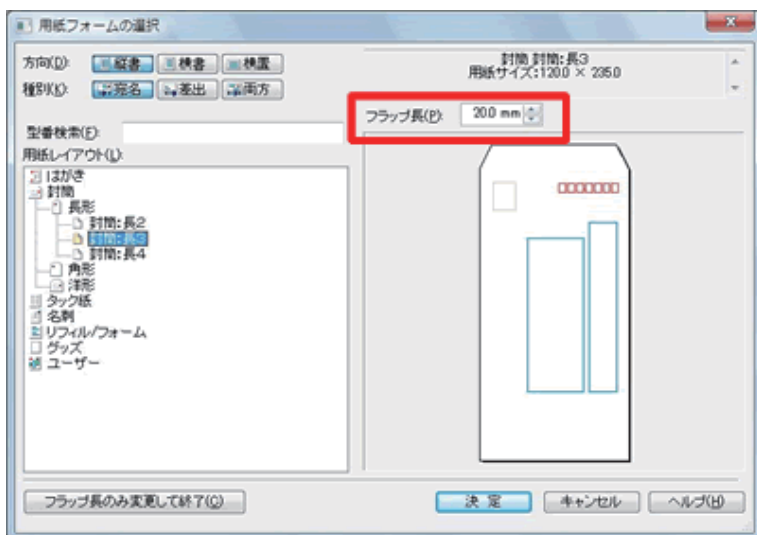 用紙フォームの選択
方向(D): 縦書 横書 横置
種別(K): 宛名 差出 両方
封筒 封筒:長3
用紙サイズ:120.0 × 235.0
フラップ長(P): 20.0 mm
型番検索(F):
用紙レイアウト(L):
はがき
封筒
長形
封筒:長2
封筒:長3
封筒:長4
角形
洋形
タック紙
名刺
リフィル/フォーム
グッズ
ユーザー
フラップ長のみ変更して終了(C)
決定 キャンセル ヘルプ(H)